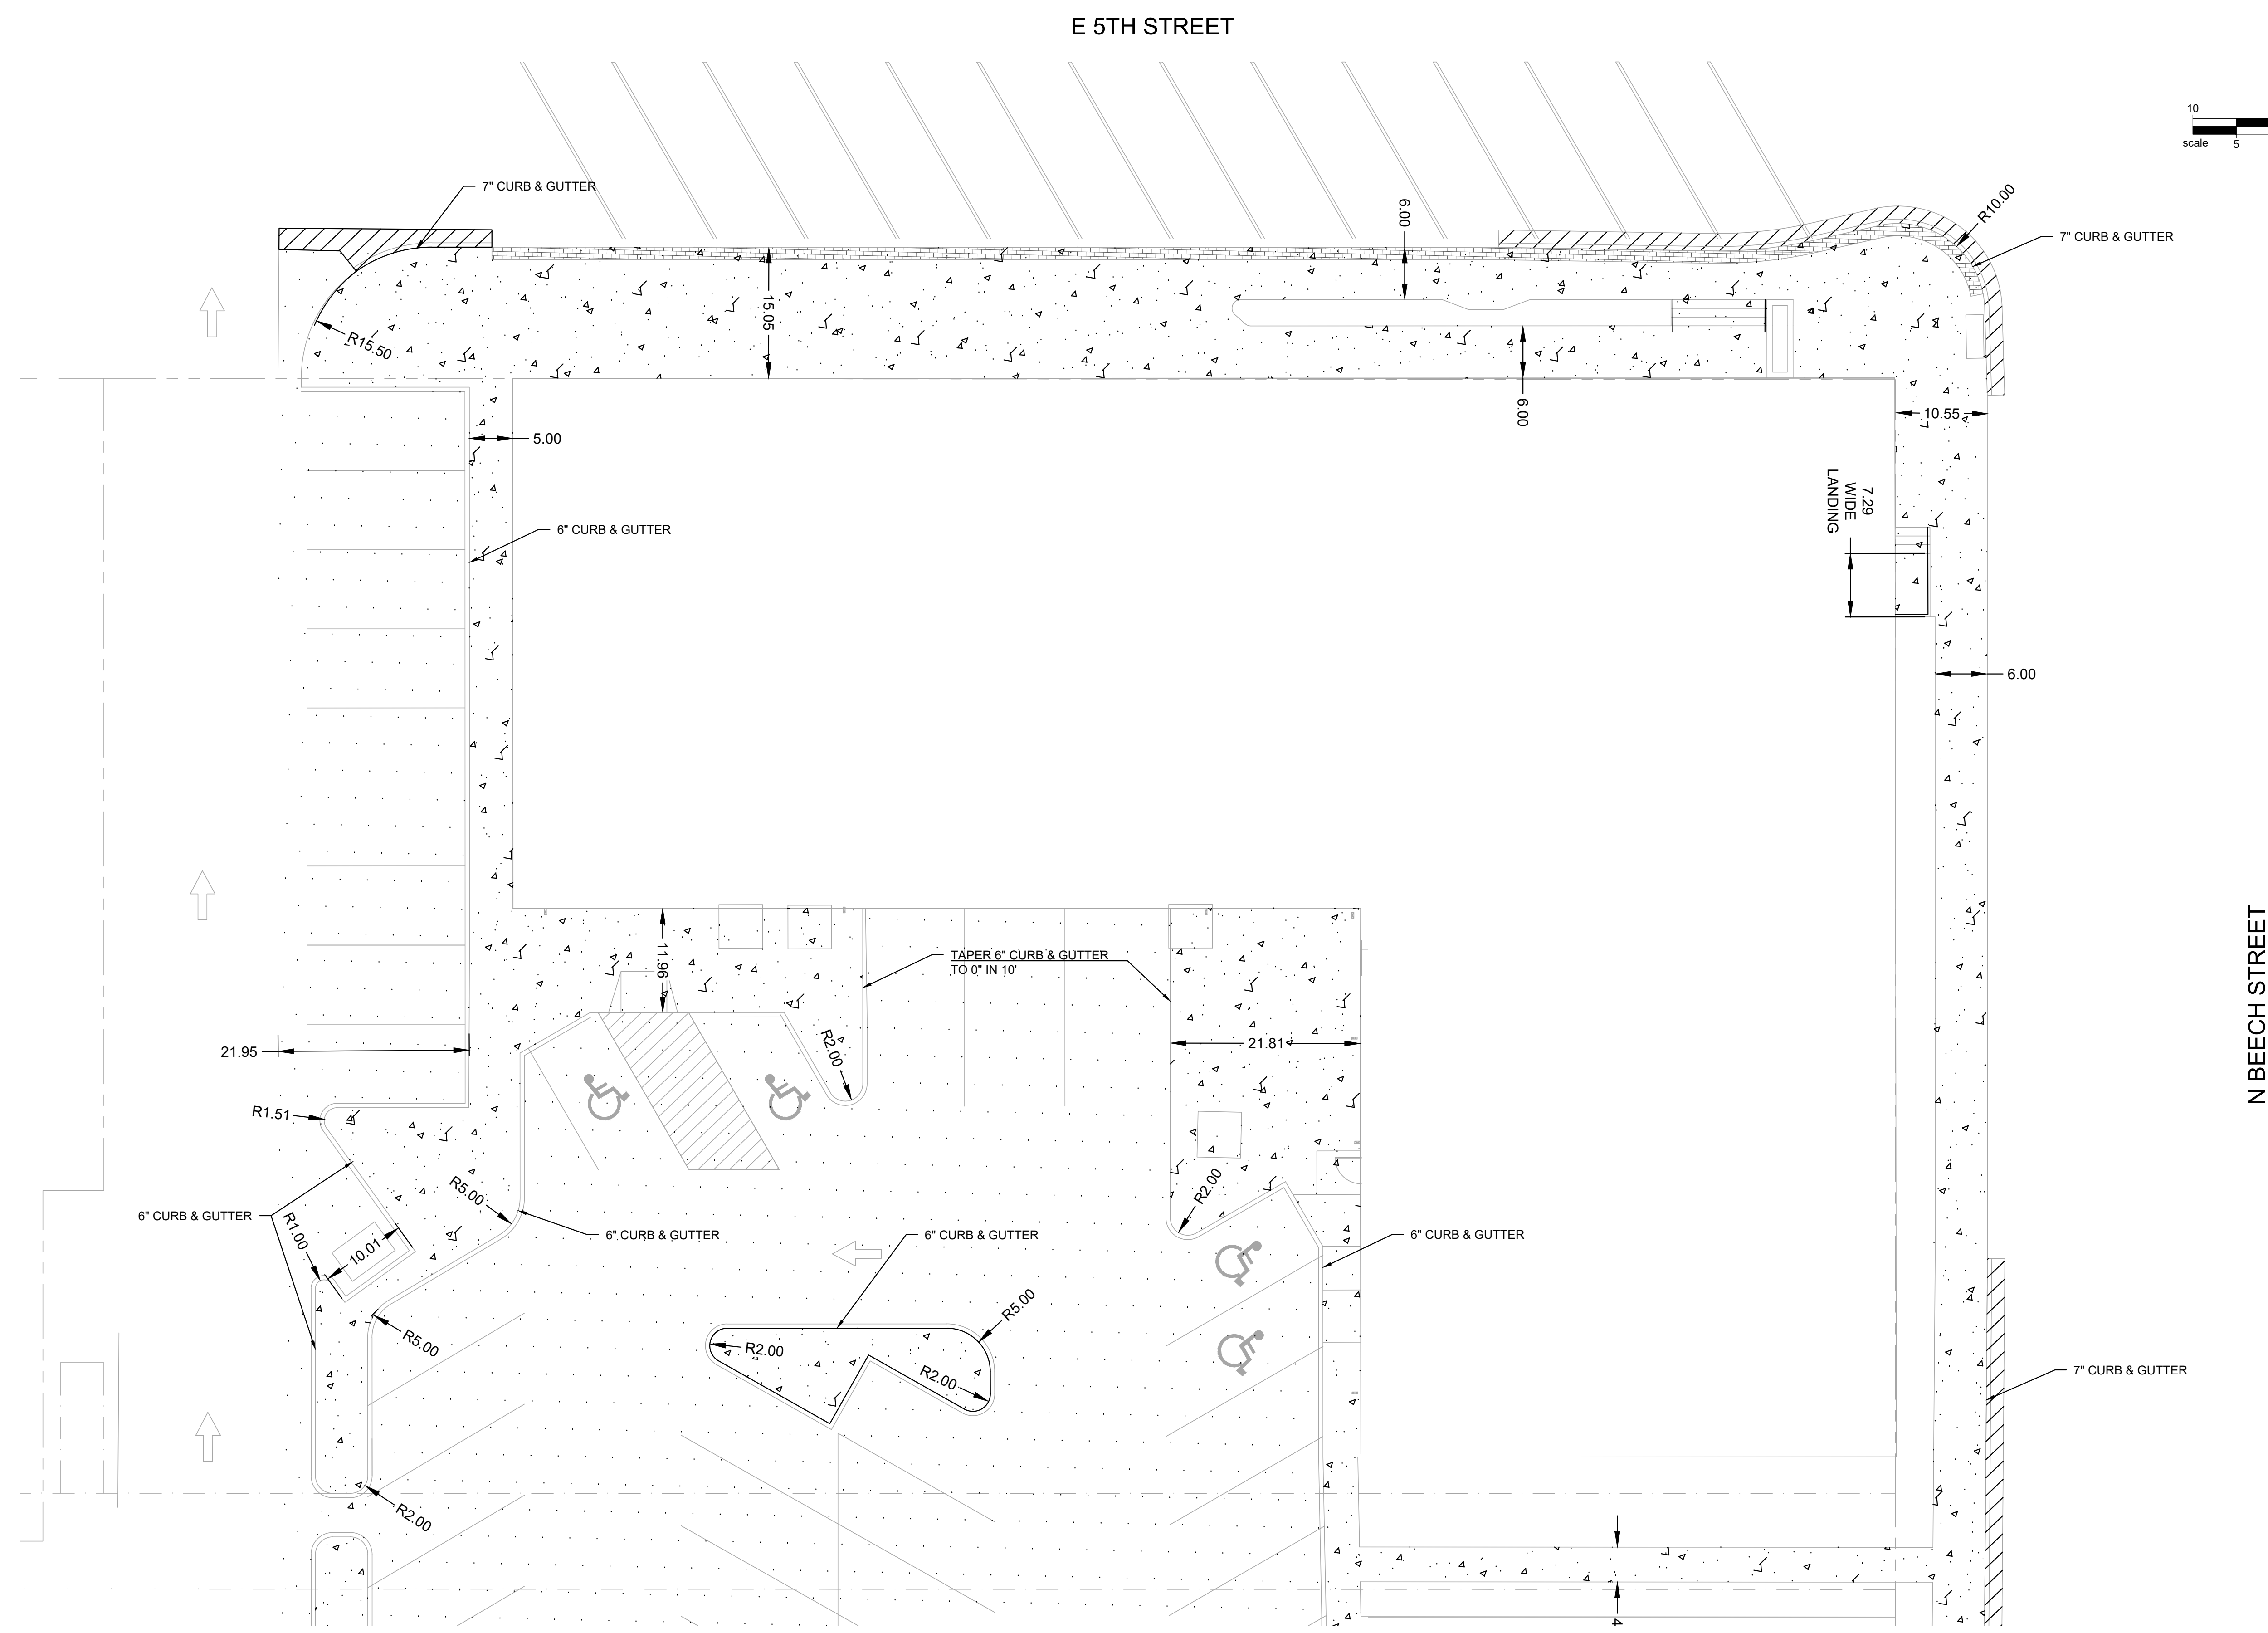 E 5TH STREET
10
scale
5
7" CURB & GUTTER
6.00
R10.00
7" CURB & GUTTER
15.05
R15.50
6.00
10.55
5.00
7.29
WIDE
LANDING
6" CURB & GUTTER
6.00
N BEECH STREET
11.96
TAPER 6" CURB & GUTTER
TO 0" IN 10'
21.95
R2.00
21.81
R1.51
R5.00
R2.00
6" CURB & GUTTER
R1.00
10.01
6" CURB & GUTTER
6" CURB & GUTTER
6" CURB & GUTTER
R5.00
R5.00
R2.00
R2.00
7" CURB & GUTTER
R2.00
4